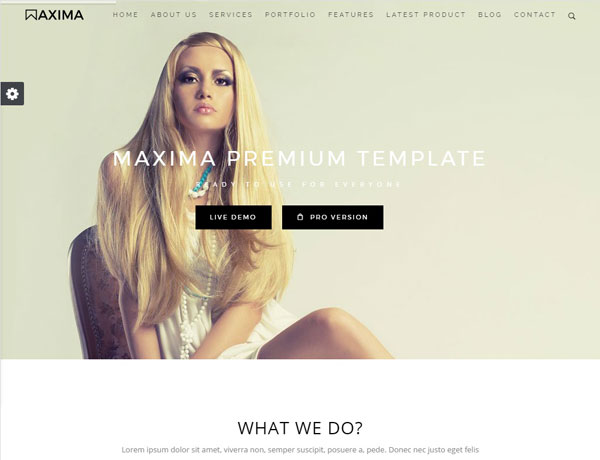 MAXIMA
HOME ABOUT US SERVICES PORTFOLIO FEATURES LATEST PRODUCT BLOG CONTACT
MAXIMA PREMIUM TEMPLATE
READY TO USE FOR EVERYONE
LIVE DEMO
PRO VERSION
WHAT WE DO?
Lorem ipsum dolor sit amet, viverra non, semper suscipit, posuere a, pede. Donec nec justo eget felis